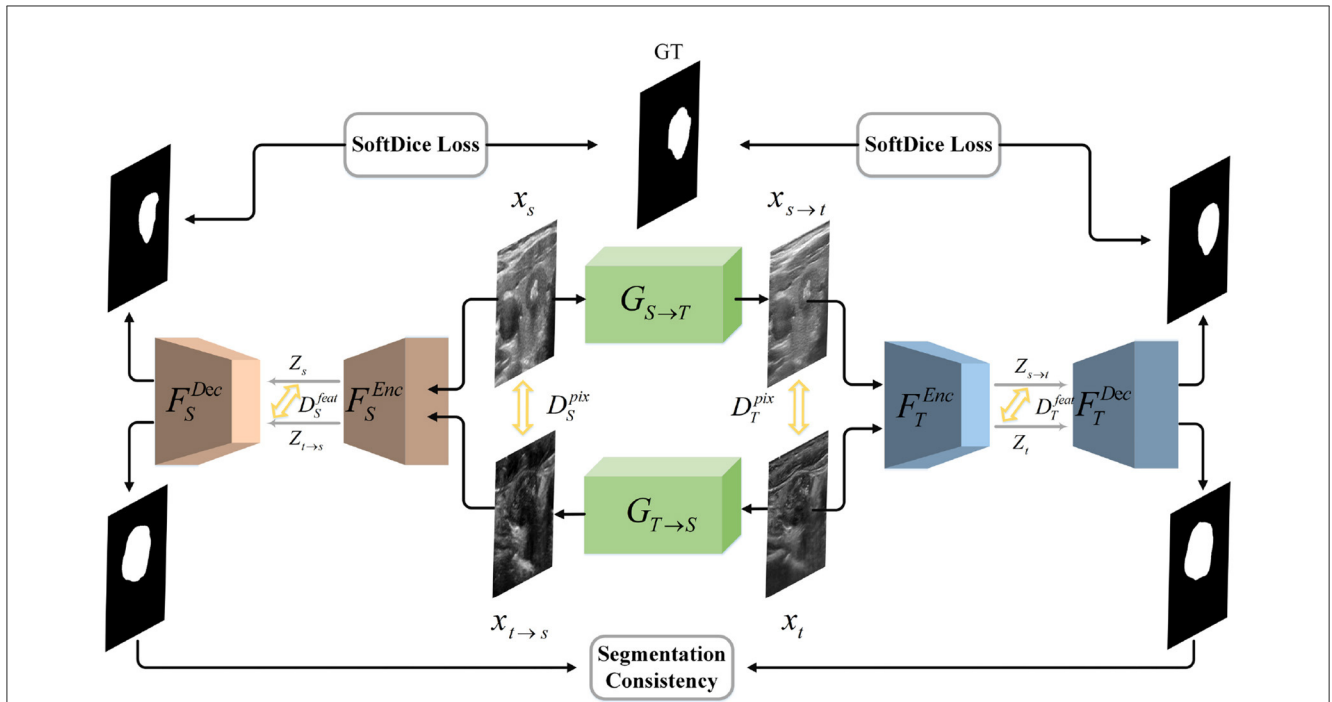 GT
SoftDice Loss
SoftDice Loss
x_s
x_{s→t}
G_{S→T}
F_S^{Dec}
Z_s
D_S^{feat}
Z_{t→s}
F_S^{Enc}
D_S^{pix}
D_T^{pix}
F_T^{Enc}
Z_{s→t}
D_T^{feat}
Z_t
F_T^{Dec}
G_{T→S}
x_{t→s}
x_t
Segmentation
Consistency